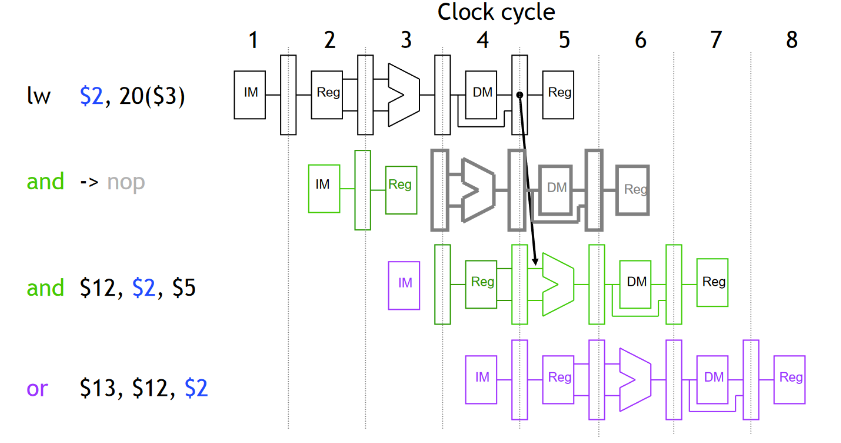 Clock cycle
1 2 3 4 5 6 7 8
lw $2, 20($3) IM Reg DM Reg
and -> nop IM Reg DM Reg
and $12, $2, $5 IM Reg DM Reg
or $13, $12, $2 IM Reg DM Reg